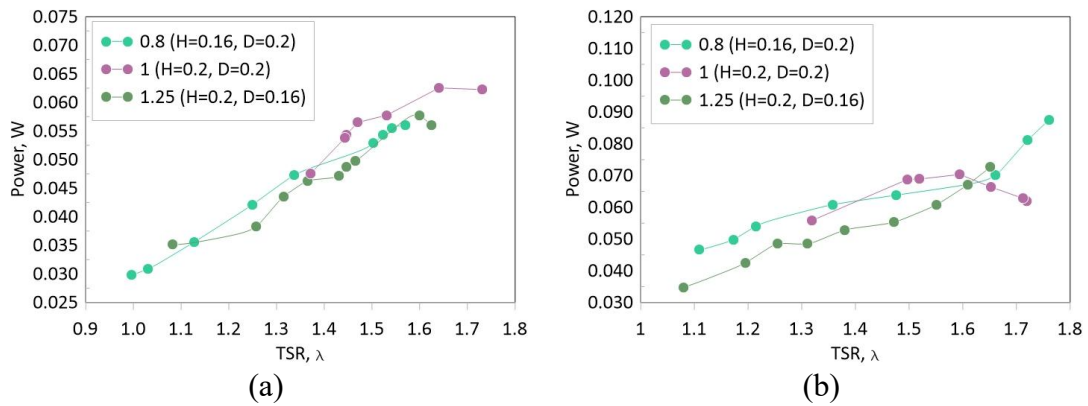 0.075
0.070
0.065
0.060
0.055
0.050
0.045
0.040
0.035
0.030
0.025
Power, W
0.8 (H=0.16, D=0.2)
1 (H=0.2, D=0.2)
1.25 (H=0.2, D=0.16)
0.9 1.0 1.1 1.2 1.3 1.4 1.5 1.6 1.7 1.8
TSR, λ
(a)
0.120
0.110
0.100
0.090
0.080
0.070
0.060
0.050
0.040
0.030
Power, W
0.8 (H=0.16, D=0.2)
1 (H=0.2, D=0.2)
1.25 (H=0.2, D=0.16)
1 1.1 1.2 1.3 1.4 1.5 1.6 1.7 1.8
TSR, λ
(b)